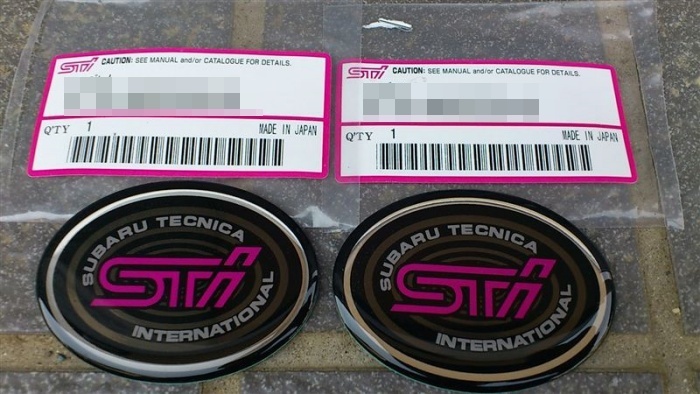 STi CAUTION: SEE MANUAL and/or CATALOGUE FOR DETAILS.
Q'TY 1 MADE IN JAPAN
STi CAUTION: SEE MANUAL and/or CATALOGUE FOR DETAILS.
Q'TY 1 MADE IN JAPAN
SUBARU TECNICA
STi
INTERNATIONAL
SUBARU TECNICA
STi
INTERNATIONAL